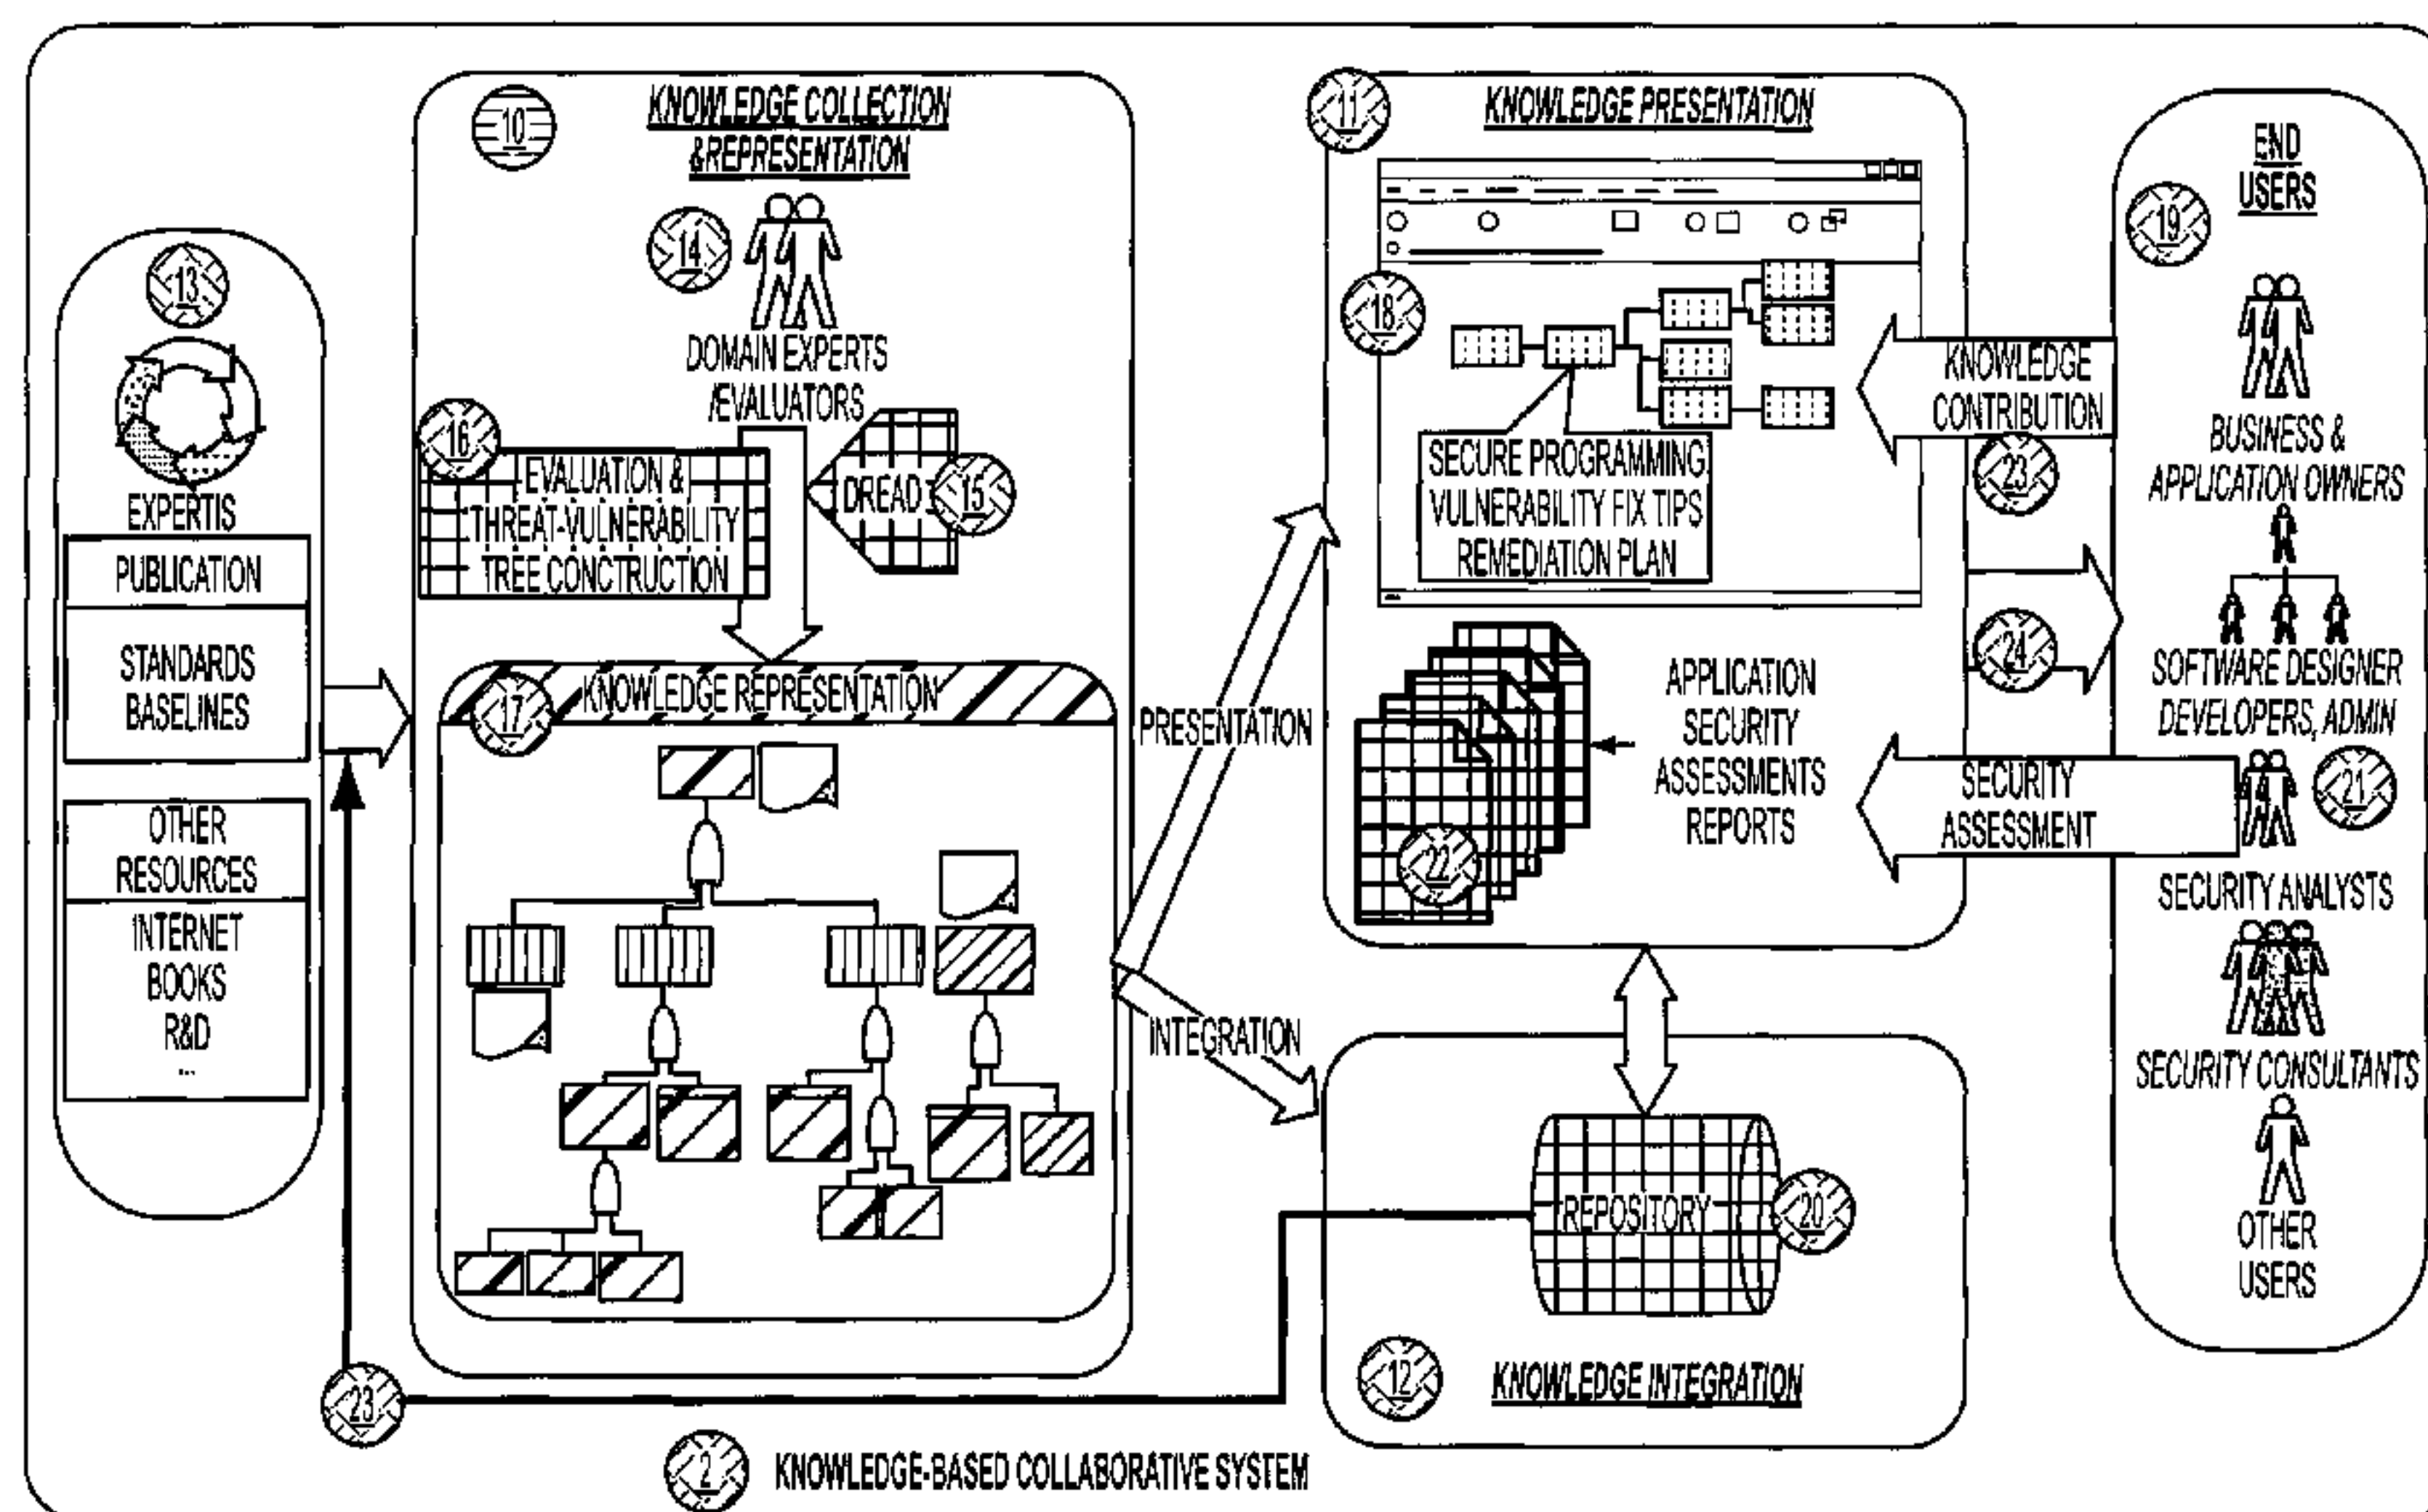 13
EXPERTIS
PUBLICATION
STANDARDS
BASELINES
OTHER
RESOURCES
INTERNET
BOOKS
R&D
...
10
KNOWLEDGE COLLECTION
&REPRESENTATION
14
DOMAIN EXPERTS
/EVALUATORS
16
EVALUATION &
THREAT-VULNERABILITY
TREE CONCTRUCTION
DREAD
15
17
KNOWLEDGE REPRESENTATION
PRESENTATION
INTEGRATION
11
KNOWLEDGE PRESENTATION
18
SECURE PROGRAMMING
VULNERABILITY FIX TIPS
REMEDIATION PLAN
APPLICATION
SECURITY
ASSESSMENTS
REPORTS
22
KNOWLEDGE
CONTRIBUTION
23
24
SECURITY
ASSESSMENT
REPOSITORY
20
12
KNOWLEDGE INTEGRATION
END
USERS
19
BUSINESS &
APPLICATION OWNERS
SOFTWARE DESIGNER
DEVELOPERS, ADMIN
21
SECURITY ANALYSTS
SECURITY CONSULTANTS
OTHER
USERS
23
2
KNOWLEDGE-BASED COLLABORATIVE SYSTEM